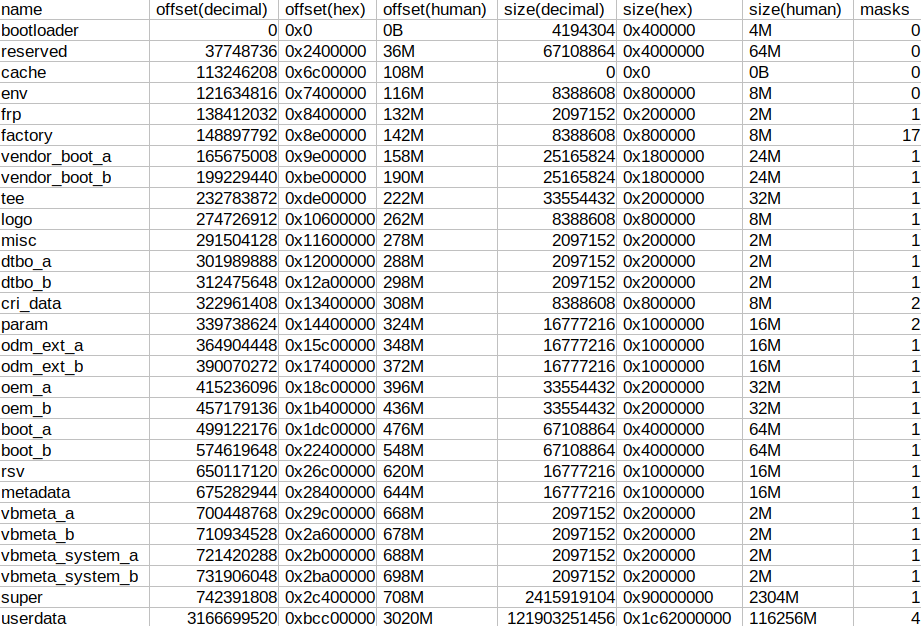 name offset(decimal) offset(hex) offset(human) size(decimal) size(hex) size(human) masks
bootloader 0 0x0 0B 4194304 0x400000 4M 0
reserved 37748736 0x2400000 36M 67108864 0x4000000 64M 0
cache 113246208 0x6c00000 108M 0 0x0 0B 0
env 121634816 0x7400000 116M 8388608 0x800000 8M 0
frp 138412032 0x8400000 132M 2097152 0x200000 2M 1
factory 148897792 0x8e00000 142M 8388608 0x800000 8M 17
vendor_boot_a 165675008 0x9e00000 158M 25165824 0x1800000 24M 1
vendor_boot_b 199229440 0xbe00000 190M 25165824 0x1800000 24M 1
tee 232783872 0xde00000 222M 33554432 0x2000000 32M 1
logo 274726912 0x10600000 262M 8388608 0x800000 8M 1
misc 291504128 0x11600000 278M 2097152 0x200000 2M 1
dtbo_a 301989888 0x12000000 288M 2097152 0x200000 2M 1
dtbo_b 312475648 0x12a00000 298M 2097152 0x200000 2M 1
cri_data 322961408 0x13400000 308M 8388608 0x800000 8M 2
param 339738624 0x14400000 324M 16777216 0x1000000 16M 2
odm_ext_a 364904448 0x15c00000 348M 16777216 0x1000000 16M 1
odm_ext_b 390070272 0x17400000 372M 16777216 0x1000000 16M 1
oem_a 415236096 0x18c00000 396M 33554432 0x2000000 32M 1
oem_b 457179136 0x1b400000 436M 33554432 0x2000000 32M 1
boot_a 499122176 0x1dc00000 476M 67108864 0x4000000 64M 1
boot_b 574619648 0x22400000 548M 67108864 0x4000000 64M 1
rsv 650117120 0x26c00000 620M 16777216 0x1000000 16M 1
metadata 675282944 0x28400000 644M 16777216 0x1000000 16M 1
vbmeta_a 700448768 0x29c00000 668M 2097152 0x200000 2M 1
vbmeta_b 710934528 0x2a600000 678M 2097152 0x200000 2M 1
vbmeta_system_a 721420288 0x2b000000 688M 2097152 0x200000 2M 1
vbmeta_system_b 731906048 0x2ba00000 698M 2097152 0x200000 2M 1
super 742391808 0x2c400000 708M 2415919104 0x90000000 2304M 1
userdata 3166699520 0xbcc00000 3020M 121903251456 0x1c62000000 116256M 4